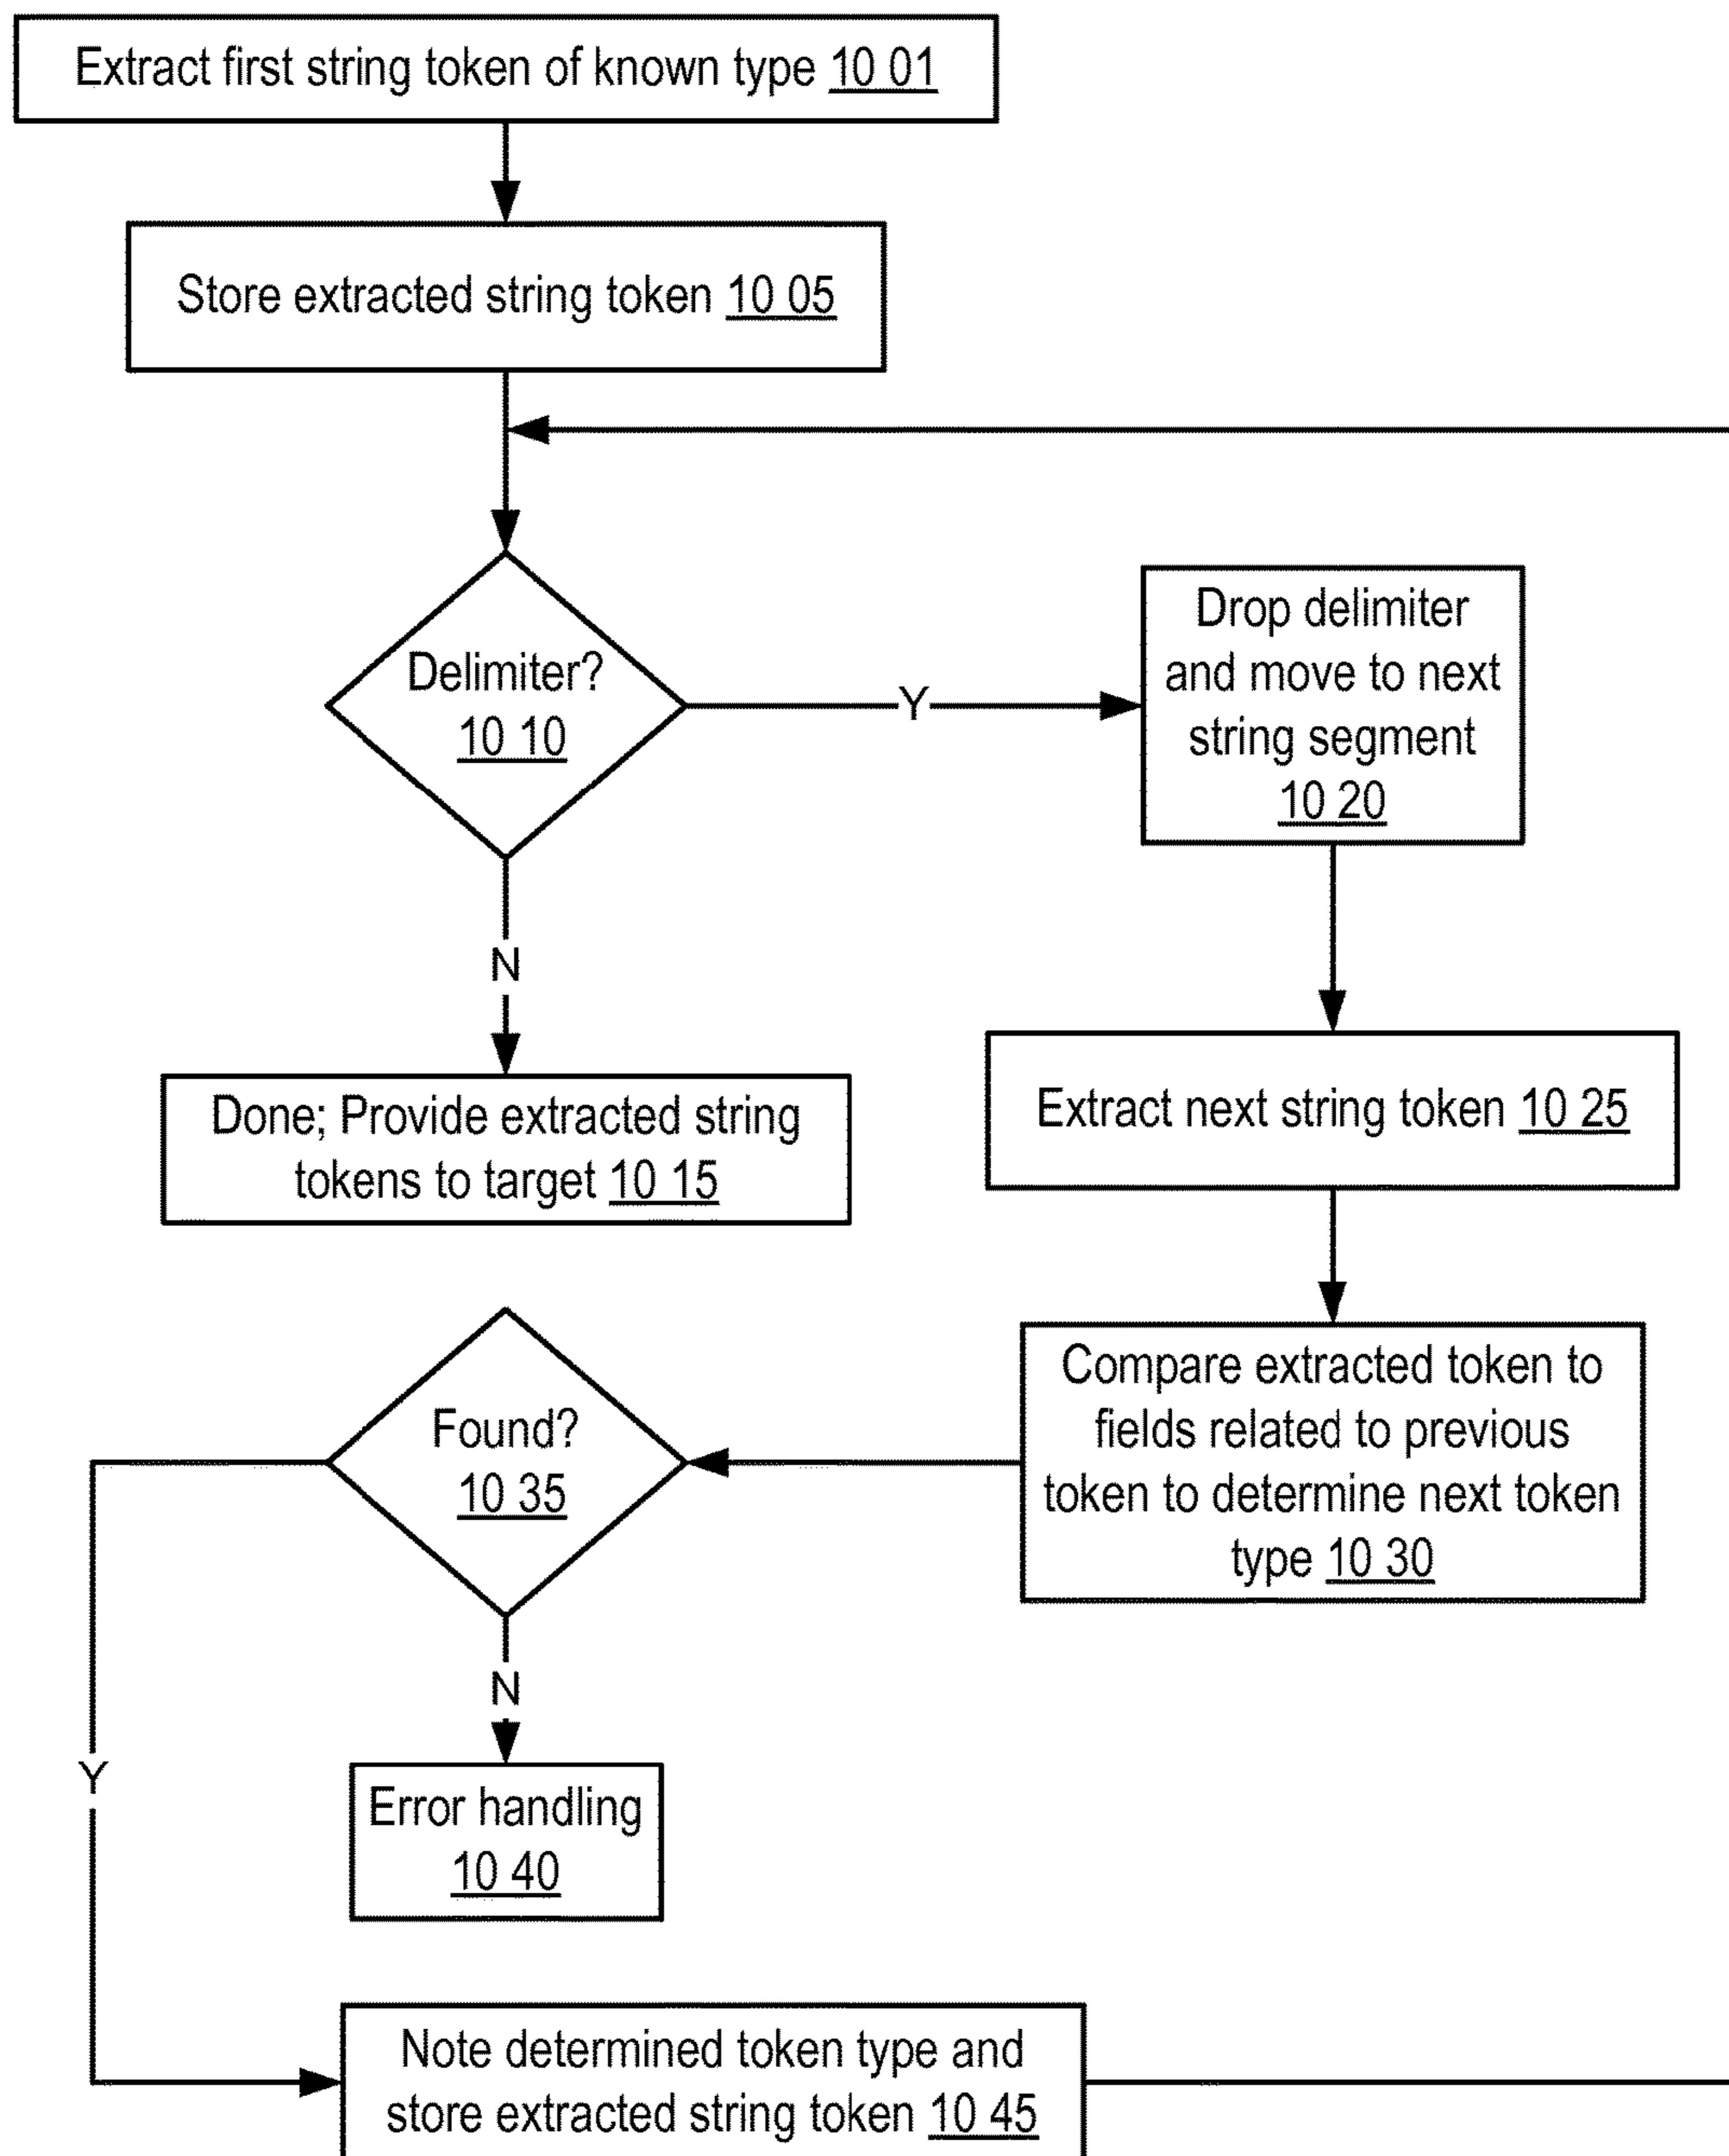 Extract first string token of known type 10 01
Store extracted string token 10 05
Delimiter?
10 10
Y
Drop delimiter
and move to next
string segment
10 20
N
Done; Provide extracted string
tokens to target 10 15
Extract next string token 10 25
Compare extracted token to
fields related to previous
token to determine next token
type 10 30
Found?
10 35
N
Y
Error handling
10 40
Note determined token type and
store extracted string token 10 45